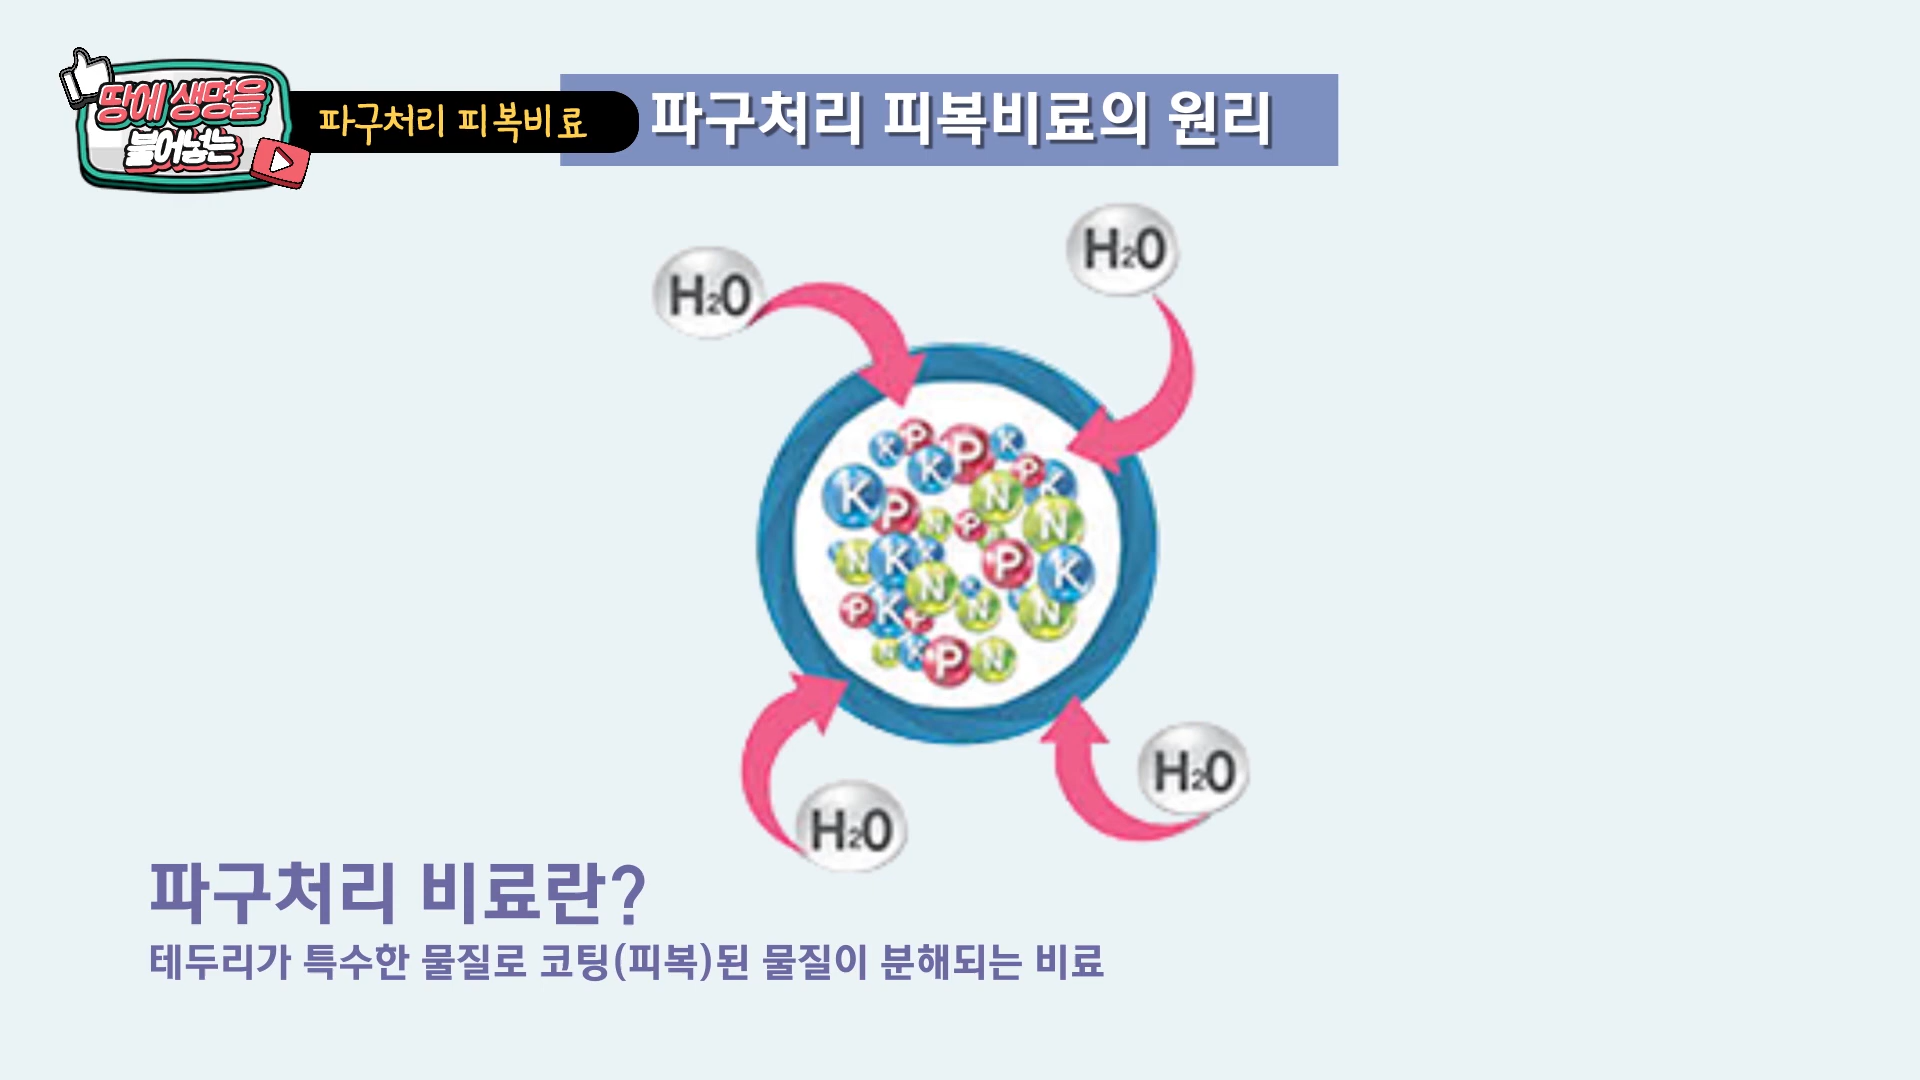 땅에 생명을
불어넣는
파구처리 피복비료
파구처리 피복비료의 원리
H2O
H2O
K P P K
K P K
K P N N
N P
N K K P K
N
P K P N N
N K P N
H2O
H2O
파구처리 비료란?
테두리가 특수한 물질로 코팅(피복)된 물질이 분해되는 비료